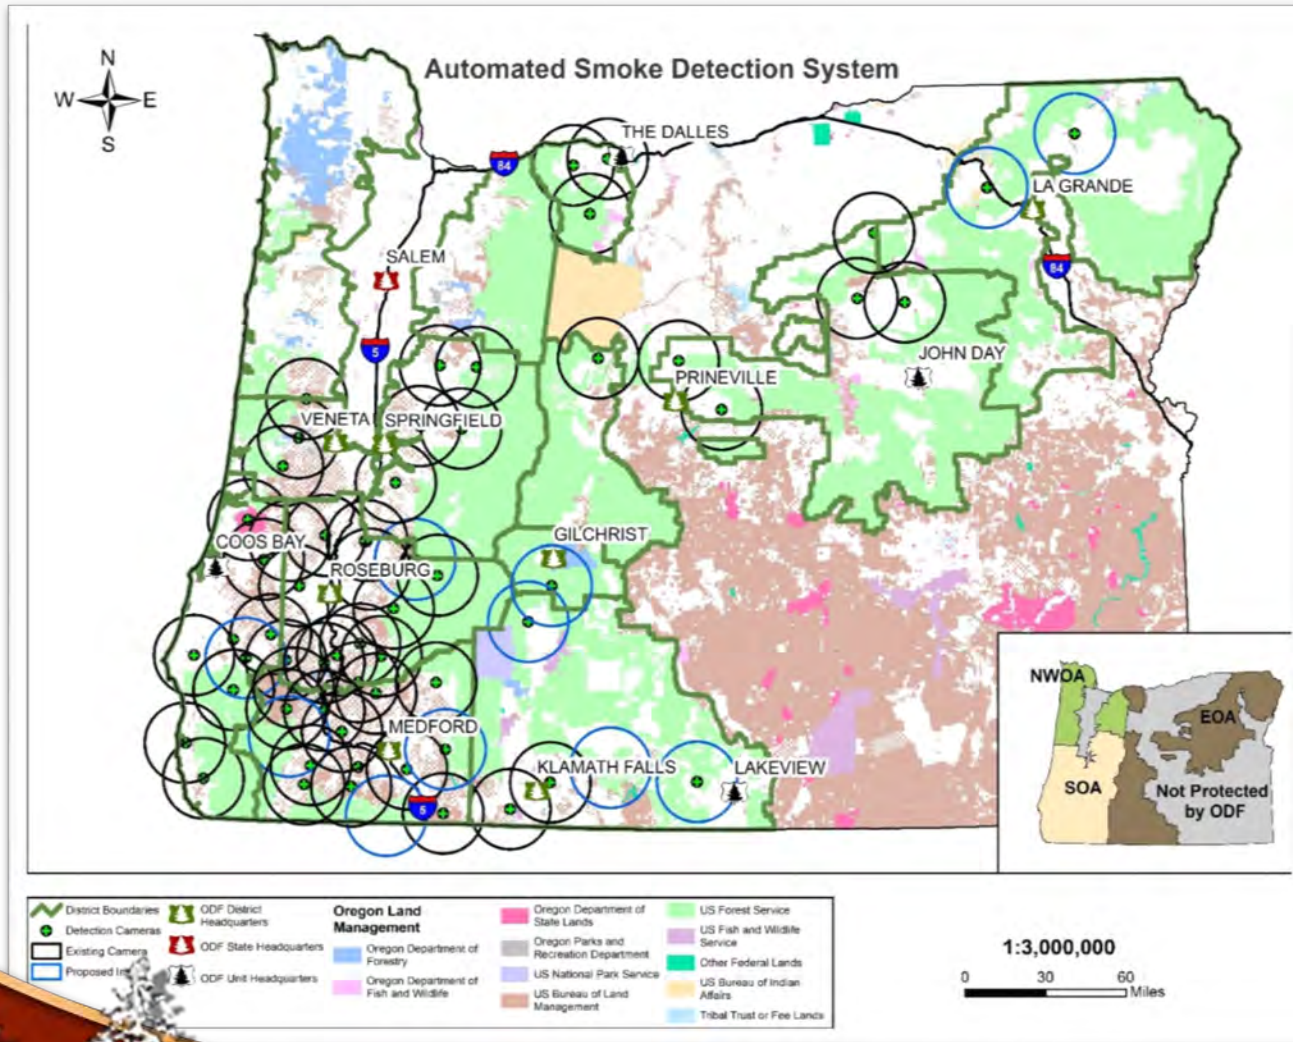 Automated Smoke Detection System
N
W
E
S
THE DALLES
84
LA GRANDE
SALEM
84
5
JOHN DAY
PRINEVILLE
VENETA
SPRINGFIELD
GILCHRIST
COOS BAY
ROSEBURG
MEDFORD
KLAMATH FALLS
LAKEVIEW
5
NWOA
EOA
SOA
Not Protected
by ODF
District Boundaries
Detection Cameras
Existing Camera
Proposed
ODF District
Headquarters
ODF State Headquarters
ODF Unit Headquarters
Oregon Land
Management
Oregon Department of
Forestry
Oregon Department of
Fish and Wildlife
Oregon Department of
State Lands
Oregon Parks and
Recreation Department
US National Park Service
US Bureau of Land
Management
US Forest Service
US Fish and Wildlife
Service
Other Federal Lands
US Bureau of Indian
Affairs
Tribal Trust or Fee Lands
1:3,000,000
0 30 60
Miles